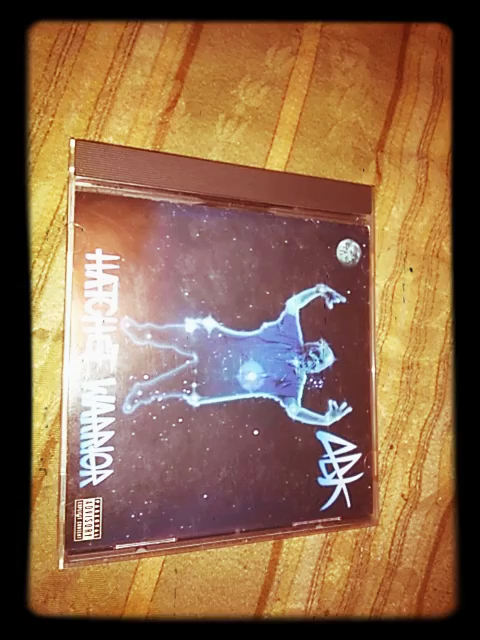 ABK
HATCHET WARRIOR
PARENTAL
ADVISORY
EXPLICIT CONTENT